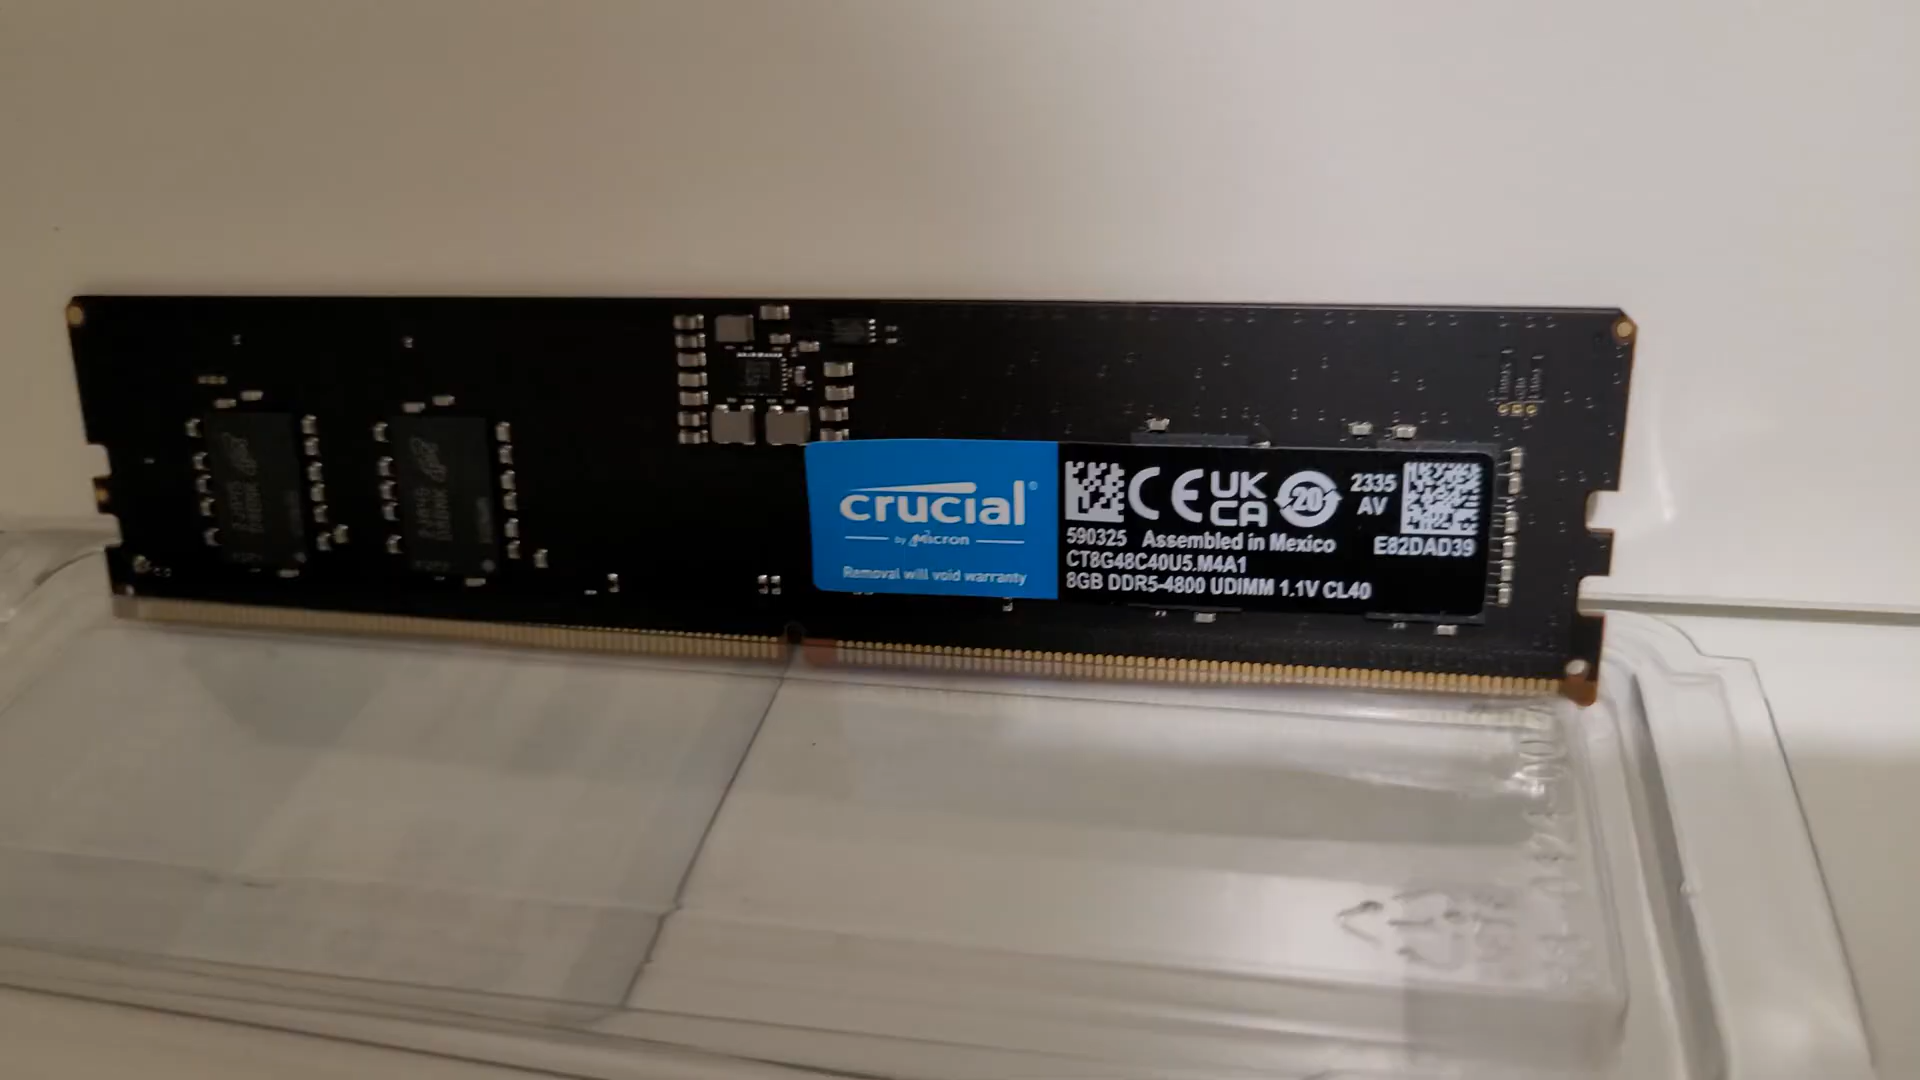 crucial
by Micron
Removal will void warranty
CE UK CA 20 2335 AV
590325 Assembled in Mexico E82DAD39
CT8G48C40U5.M4A1
8GB DDR5-4800 UDIMM 1.1V CL40